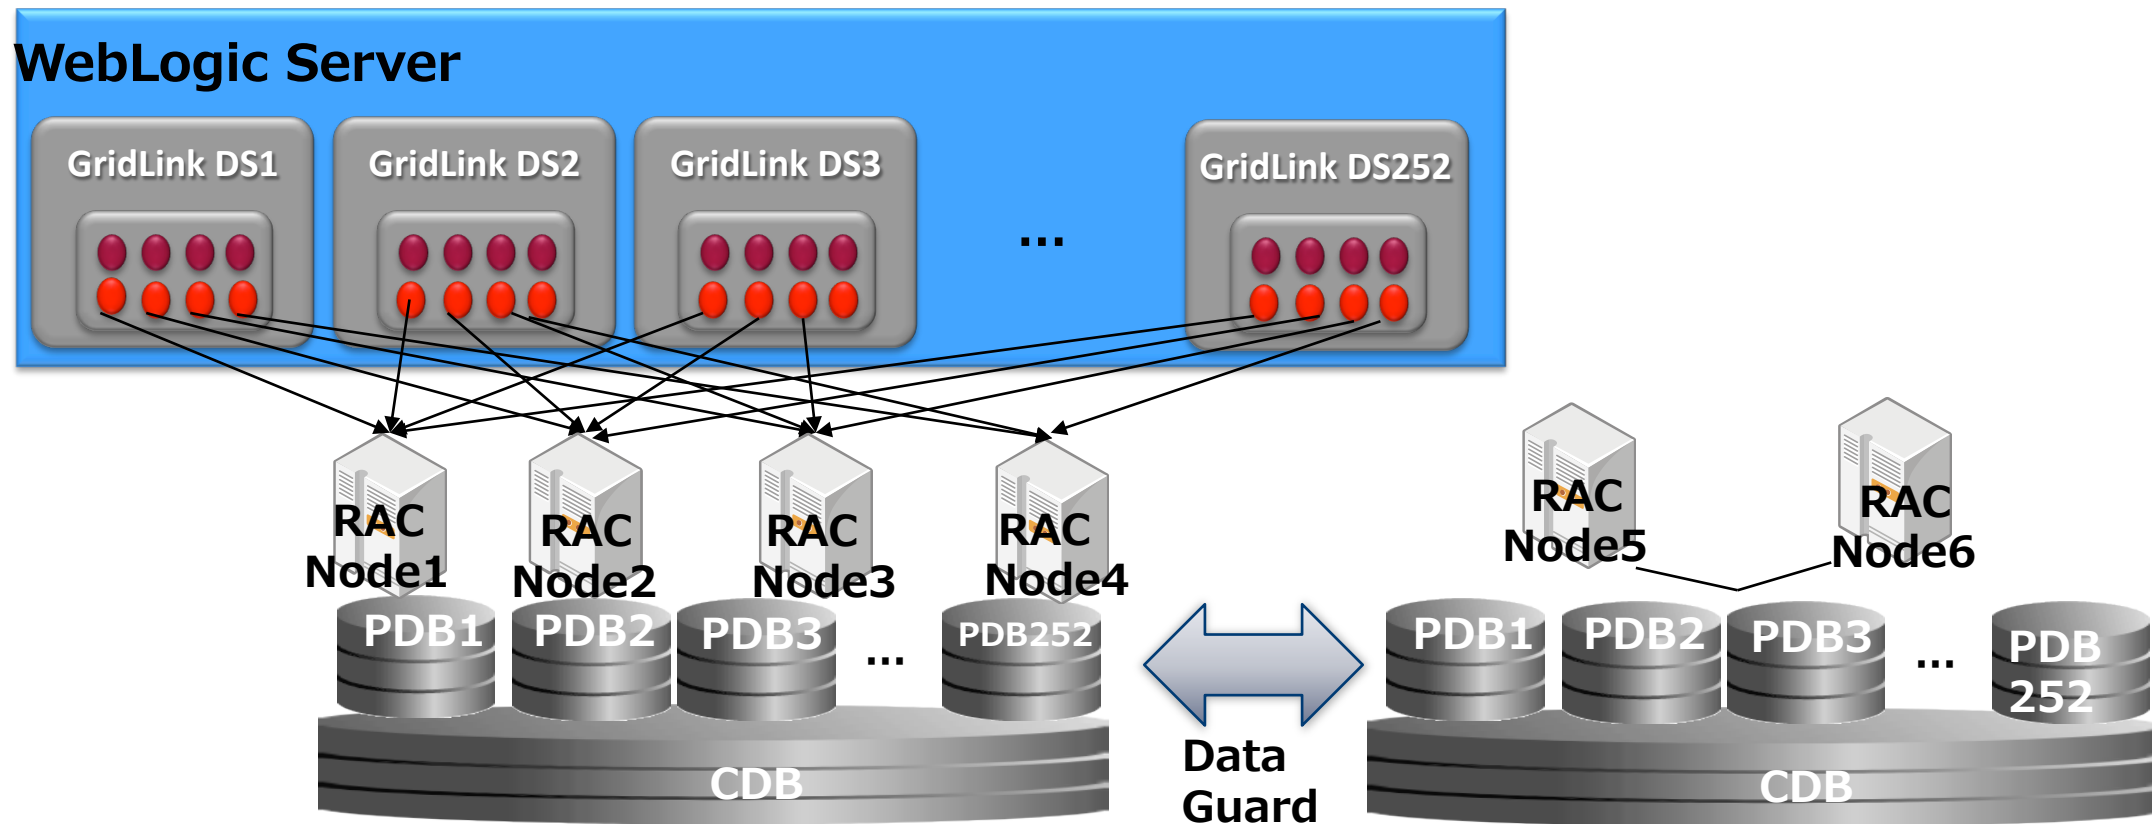 WebLogic Server
GridLink DS1
GridLink DS2
GridLink DS3
...
GridLink DS252
RAC
Node1
RAC
Node2
RAC
Node3
RAC
Node4
RAC
Node5
RAC
Node6
PDB1
PDB2
PDB3
...
PDB252
CDB
Data
Guard
PDB1
PDB2
PDB3
...
PDB
252
CDB